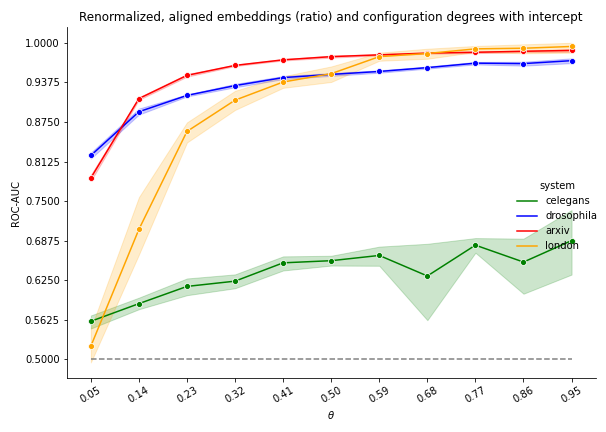 Renormalized, aligned embeddings (ratio) and configuration degrees with intercept
1.0000
0.9375
0.8750
0.8125
0.7500
0.6875
0.6250
0.5625
0.5000
ROC-AUC
system
celegans
drosophila
arxiv
london
0.05 0.14 0.23 0.32 0.41 0.50 0.59 0.68 0.77 0.86 0.95
θ